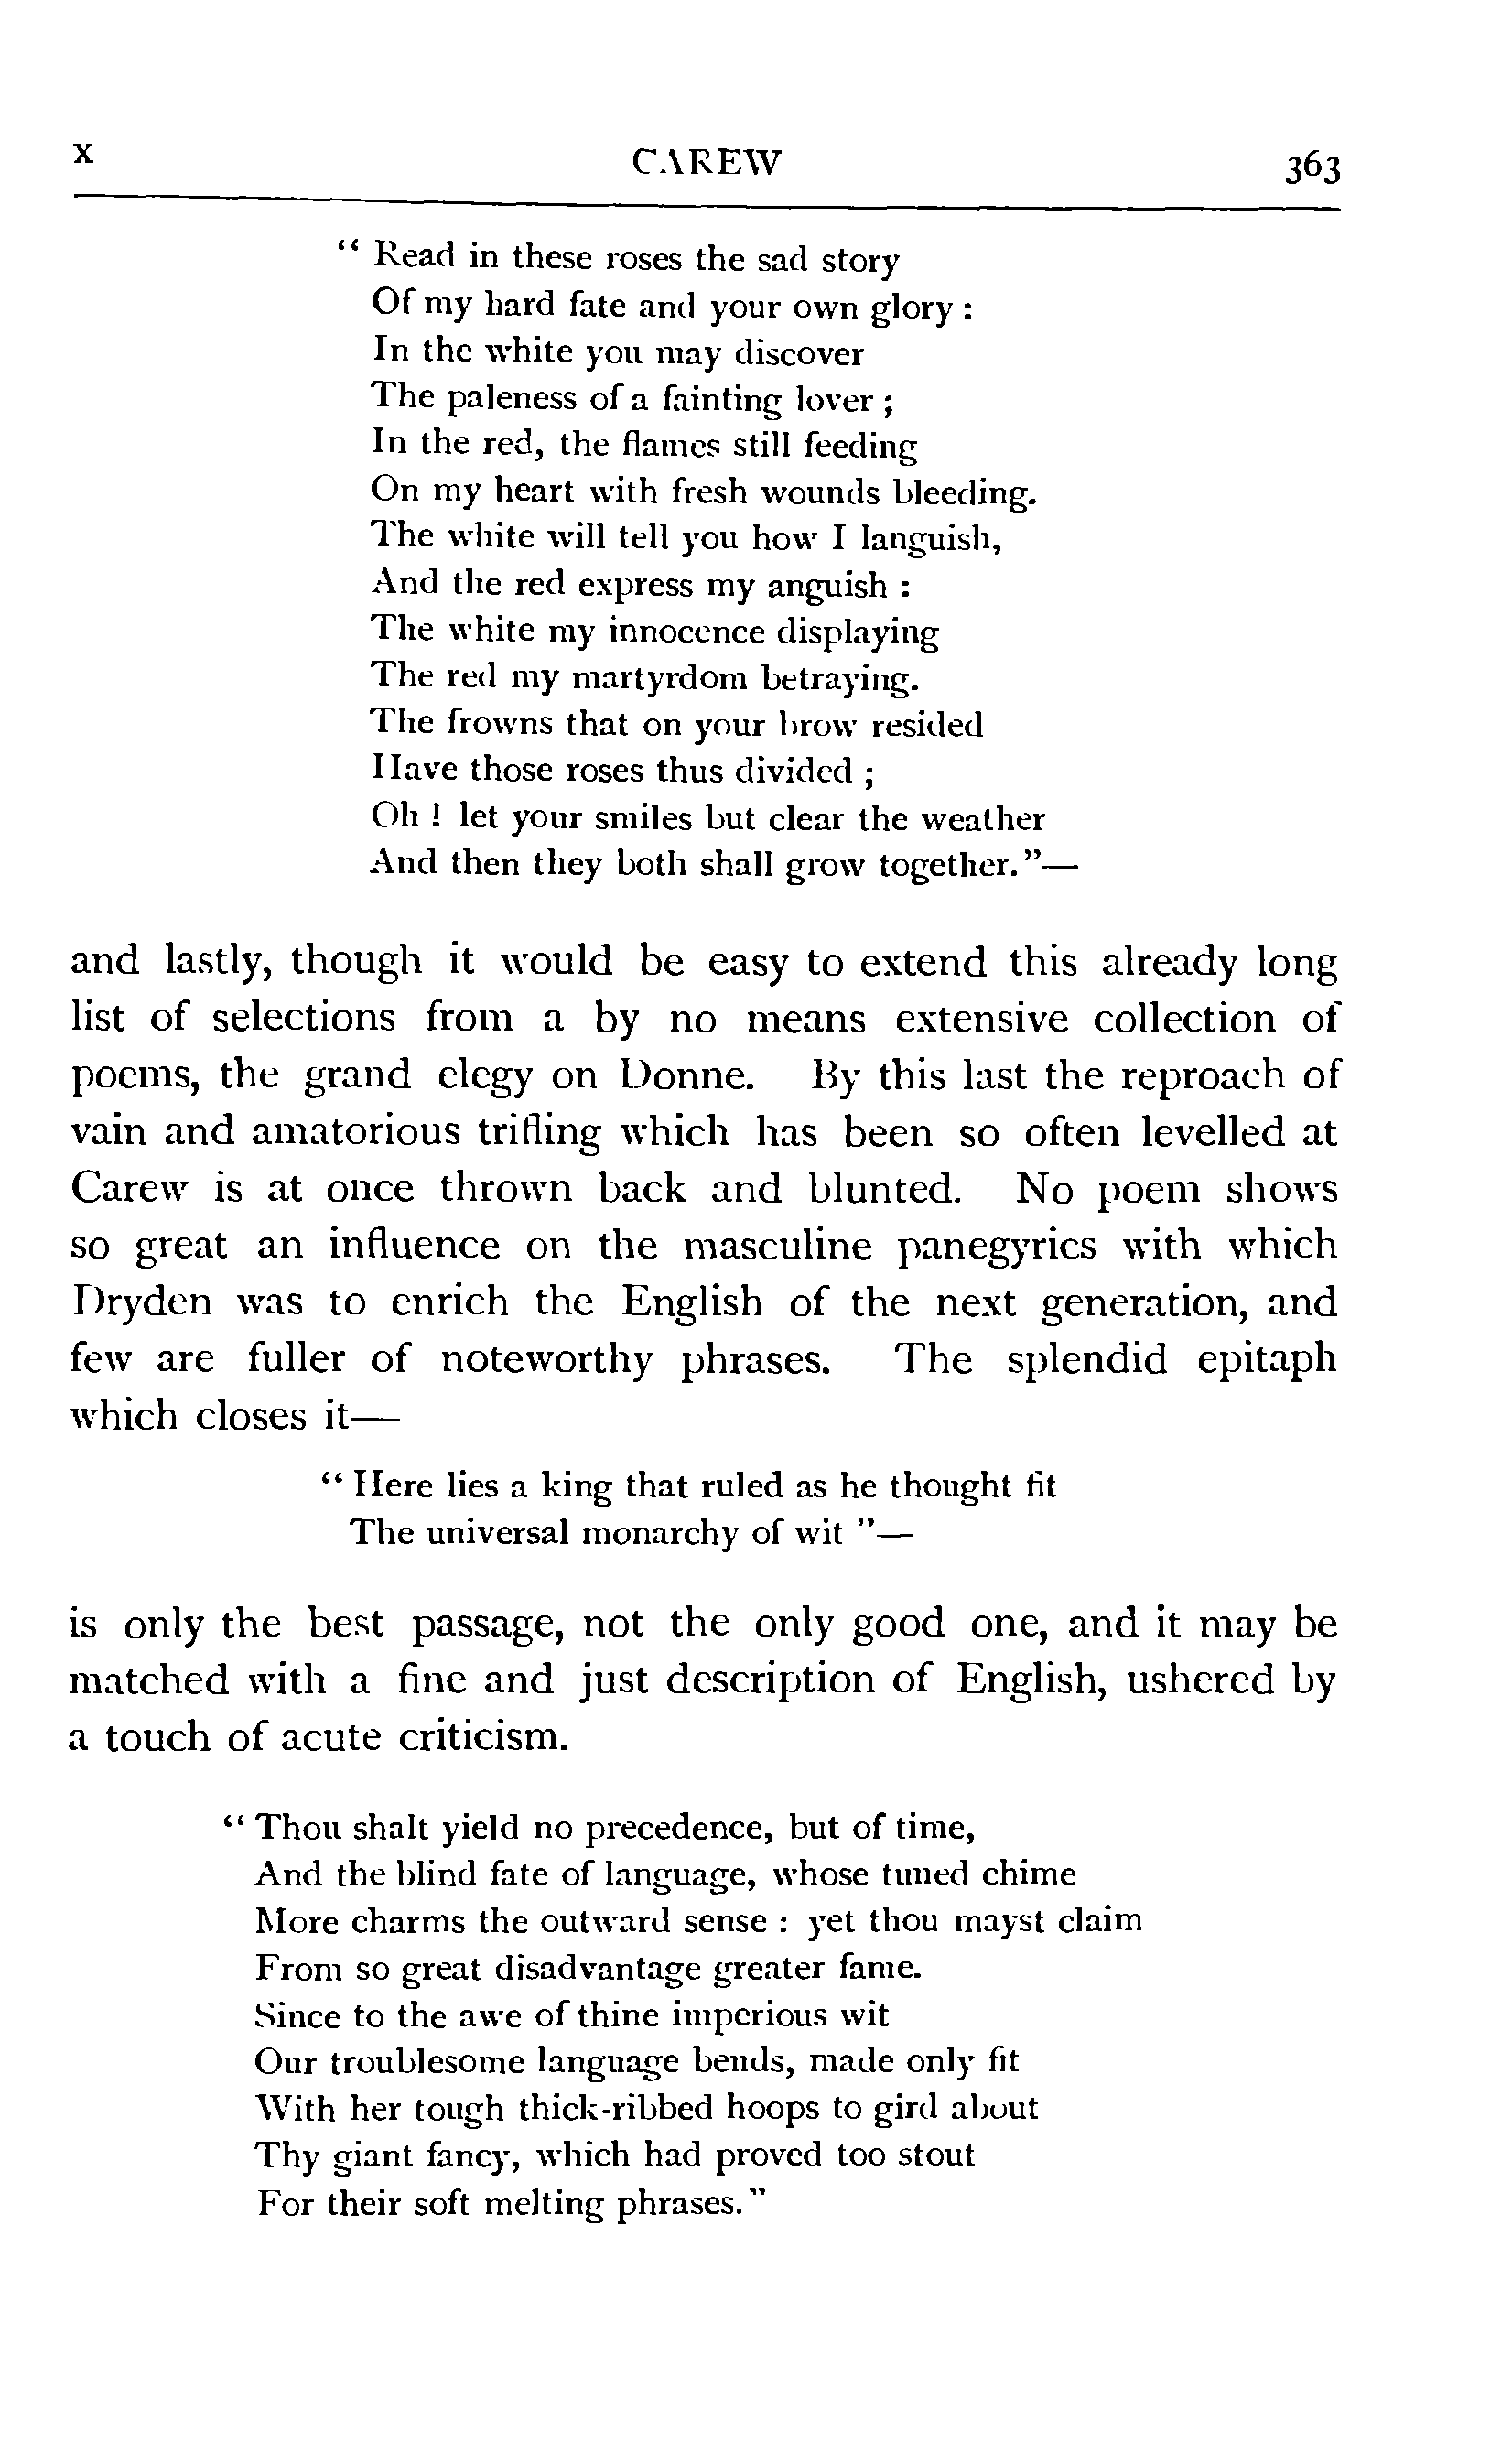 X CAREW 363
“ Read in these roses the sad story
Of my hard fate and your own glory :
In the white you may discover
The paleness of a fainting lover ;
In the red, the flames still feeding
On my heart with fresh wounds bleeding.
The white will tell you how I languish,
And the red express my anguish :
The white my innocence displaying
The red my martyrdom betraying.
The frowns that on your brow resided
Have those roses thus divided ;
Oh ! let your smiles but clear the weather
And then they both shall grow together.”—
and lastly, though it would be easy to extend this already long
list of selections from a by no means extensive collection of
poems, the grand elegy on Donne. By this last the reproach of
vain and amatorious trifling which has been so often levelled at
Carew is at once thrown back and blunted. No poem shows
so great an influence on the masculine panegyrics with which
Dryden was to enrich the English of the next generation, and
few are fuller of noteworthy phrases. The splendid epitaph
which closes it—
“ Here lies a king that ruled as he thought fit
The universal monarchy of wit ”—
is only the best passage, not the only good one, and it may be
matched with a fine and just description of English, ushered by
a touch of acute criticism.
“ Thou shalt yield no precedence, but of time,
And the blind fate of language, whose tuned chime
More charms the outward sense : yet thou mayst claim
From so great disadvantage greater fame.
Since to the awe of thine imperious wit
Our troublesome language bends, made only fit
With her tough thick-ribbed hoops to gird about
Thy giant fancy, which had proved too stout
For their soft melting phrases.”